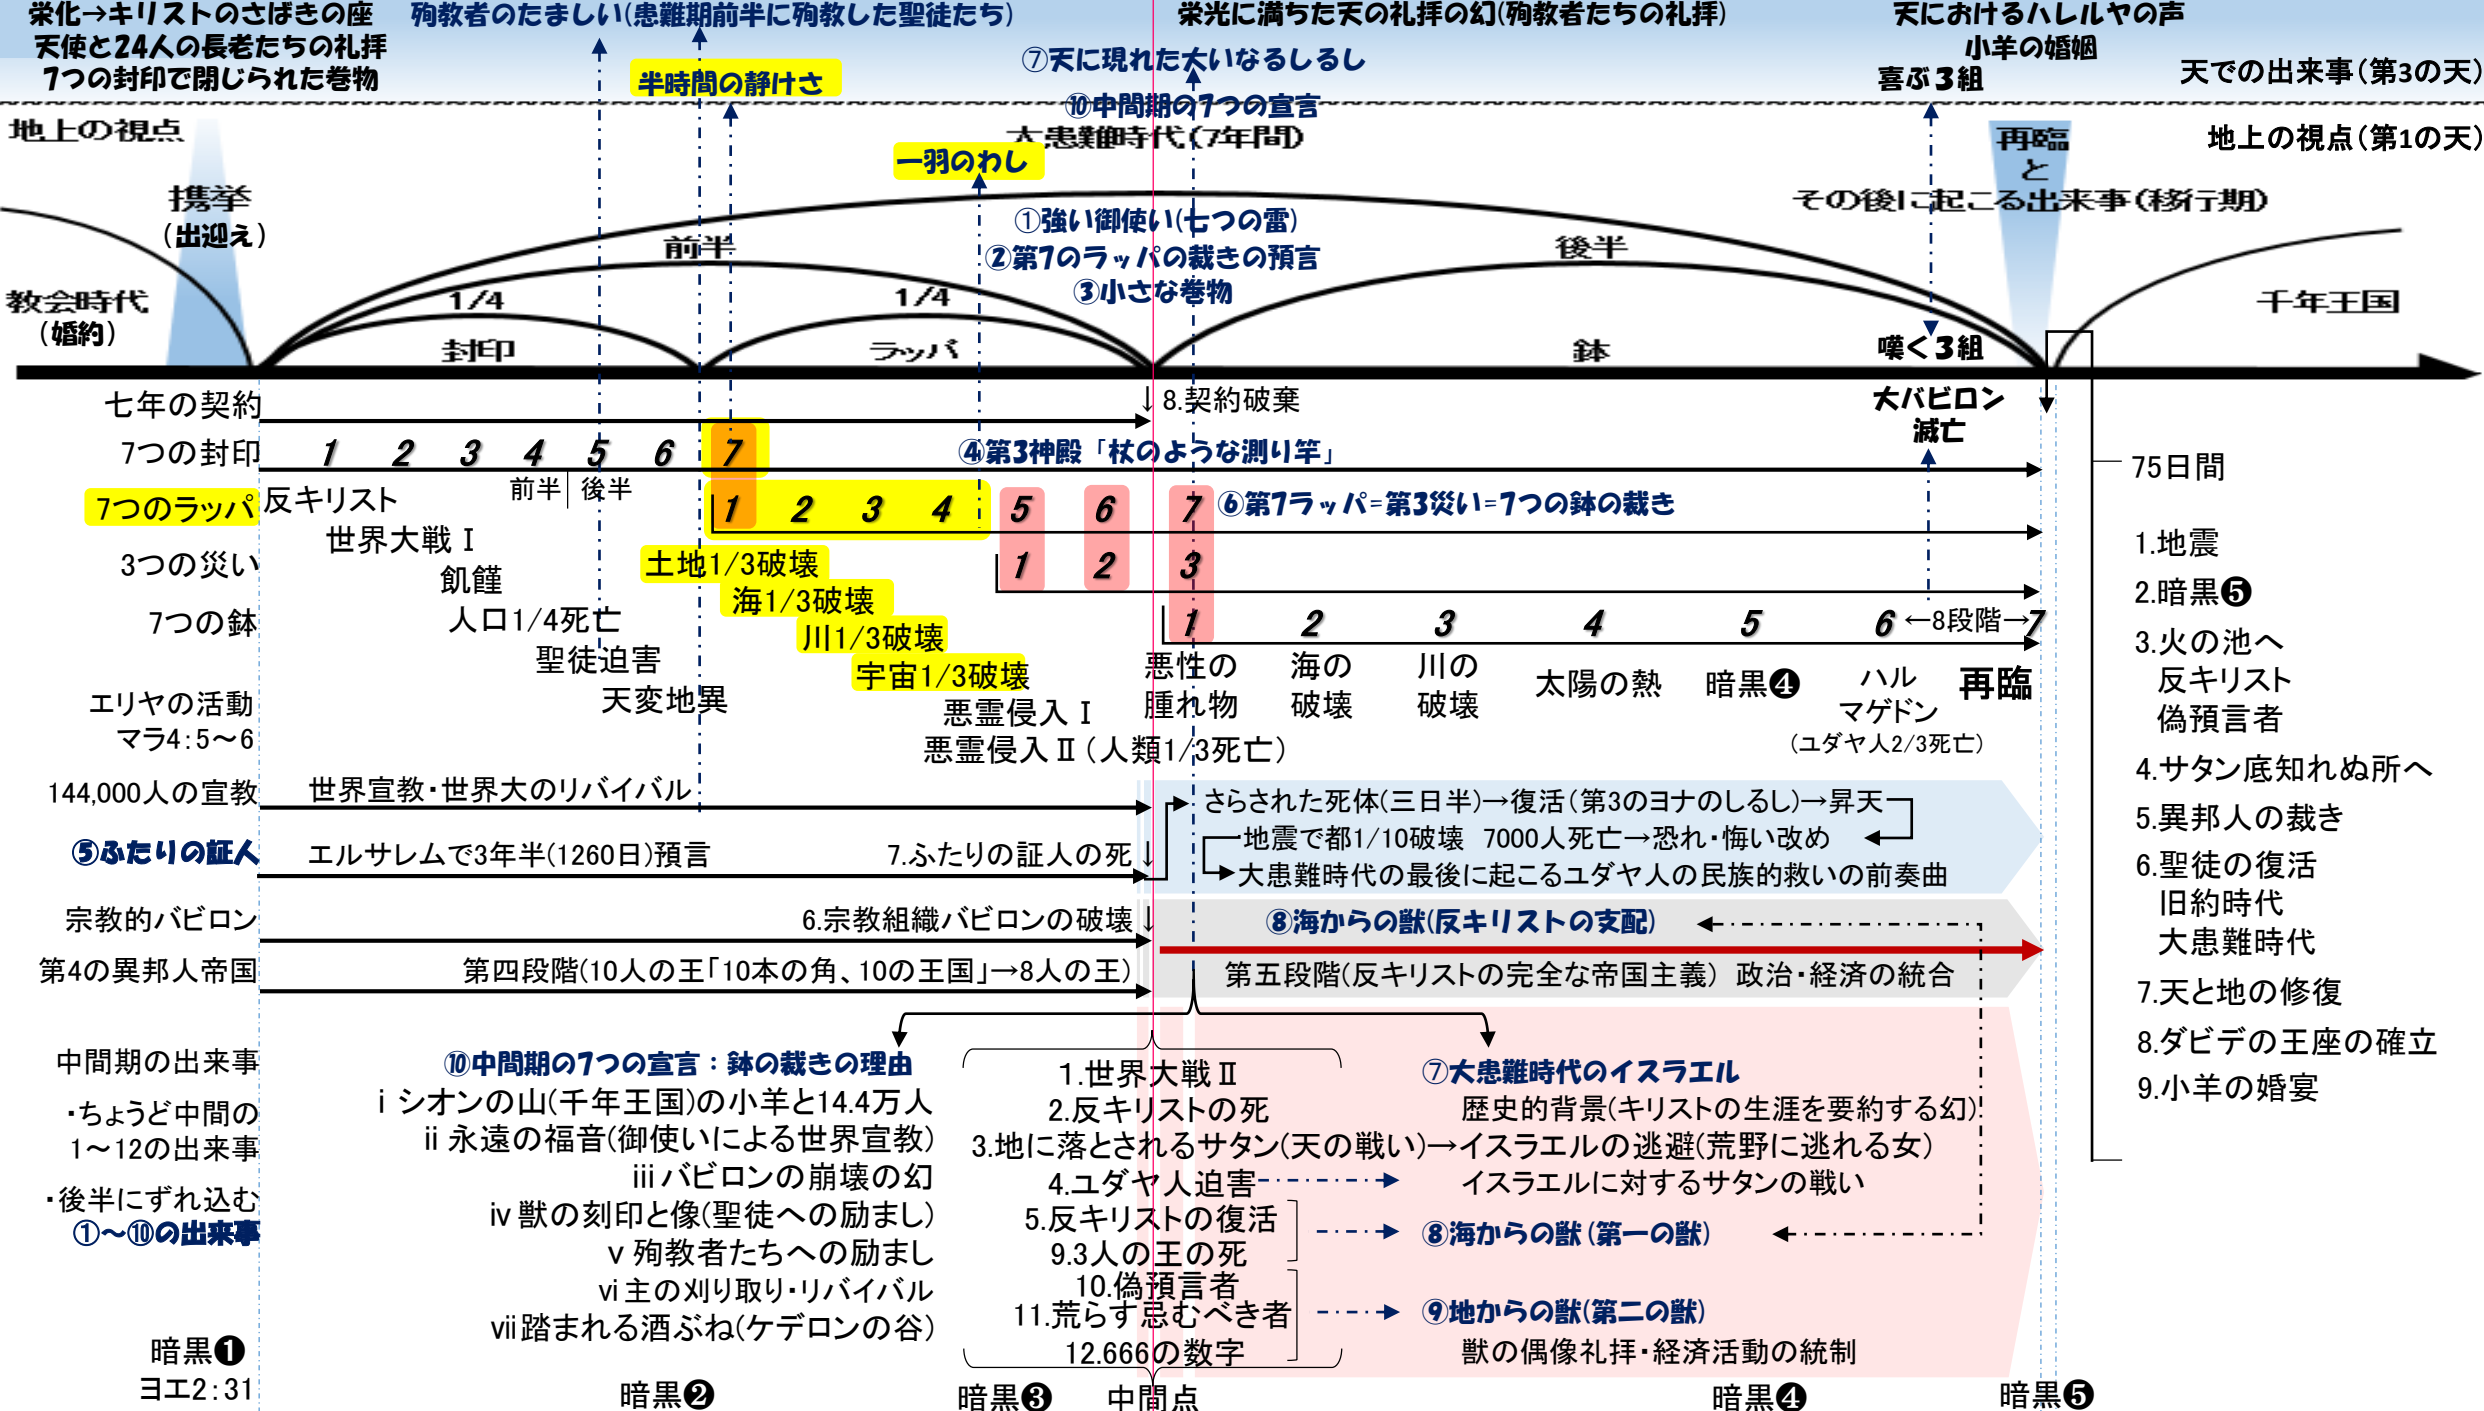 栄化→キリストのさばきの座
天使と24人の長老たちの礼拝
7つの封印で閉じられた巻物
殉教者のたましい(患難期前半に殉教した聖徒たち)
栄光に満ちた天の礼拝の幻(殉教者たちの礼拝)
天におけるハレルヤの声
小羊の婚姻
喜ぶ3組
天での出来事(第3の天)
半時間の静けさ
⑦天に現れた大いなるしるし
⑩中間期の7つの宣言
地上の視点
大患難時代(7年間)
地上の視点(第1の天)
一羽のわし
携挙
(出迎え)
再臨
と
その後に起こる出来事(移行期)
①強い御使い(七つの雷)
②第7のラッパの裁きの預言
③小さな巻物
前半
後半
教会時代
(婚約)
1/4
1/4
千年王国
封印
ラッパ
鉢
嘆く3組
七年の契約
↓8.契約破棄
大バビロン
滅亡
7つの封印
1 2 3 4 5 6 7
④第3神殿「杖のような測り竿」
前半 後半
75日間
7つのラッパ
1 2 3 4 5 6 7
⑥第7ラッパ=第3災い=7つの鉢の裁き
反キリスト
世界大戦Ⅰ
飢饉
人口1/4死亡
聖徒迫害
天変地異
3つの災い
1 2 3
土地1/3破壊
海1/3破壊
川1/3破壊
宇宙1/3破壊
悪霊侵入Ⅰ
悪霊侵入Ⅱ(人類1/3死亡)
7つの鉢
1 2 3 4 5 6 ←8段階→7
悪性の
腫れ物
海の
破壊
川の
破壊
太陽の熱
暗黒❹
ハル
マゲドン
(ユダヤ人2/3死亡)
再臨
1.地震
2.暗黒❺
3.火の池へ
反キリスト
偽預言者
4.サタン底知れぬ所へ
5.異邦人の裁き
6.聖徒の復活
旧約時代
大患難時代
7.天と地の修復
8.ダビデの王座の確立
9.小羊の婚宴
エリヤの活動
マラ4:5～6
144,000人の宣教
世界宣教・世界大のリバイバル
さらされた死体(三日半)→復活(第3のヨナのしるし)→昇天
地震で都1/10破壊 7000人死亡→恐れ・悔い改め
大患難時代の最後に起こるユダヤ人の民族的救いの前奏曲
⑤ふたりの証人
エルサレムで3年半(1260日)預言
7.ふたりの証人の死↓
宗教的バビロン
6.宗教組織バビロンの破壊↓
⑧海からの獣(反キリストの支配)
第4の異邦人帝国
第四段階(10人の王「10本の角、10の王国」→8人の王)
第五段階(反キリストの完全な帝国主義) 政治・経済の統合
中間期の出来事
・ちょうど中間の
1～12の出来事
・後半にずれ込む
①～⑩の出来事
⑩中間期の7つの宣言：鉢の裁きの理由
ⅰシオンの山(千年王国)の小羊と14.4万人
ⅱ永遠の福音(御使いによる世界宣教)
ⅲバビロンの崩壊の幻
ⅳ獣の刻印と像(聖徒への励まし)
ⅴ殉教者たちへの励まし
ⅵ主の刈り取り・リバイバル
ⅶ踏まれる酒ぶね(ケデロンの谷)
1.世界大戦Ⅱ
2.反キリストの死
3.地に落とされるサタン(天の戦い)→イスラエルの逃避(荒野に逃れる女)
4.ユダヤ人迫害
5.反キリストの復活
9.3人の王の死
10.偽預言者
11.荒らす忌むべき者
12.666の数字
⑦大患難時代のイスラエル
歴史的背景(キリストの生涯を要約する幻)
イスラエルに対するサタンの戦い
⑧海からの獣(第一の獣)
⑨地からの獣(第二の獣)
獣の偶像礼拝・経済活動の統制
暗黒❶
ヨエ2:31
暗黒❷
暗黒❸
中間点
暗黒❹
暗黒❺